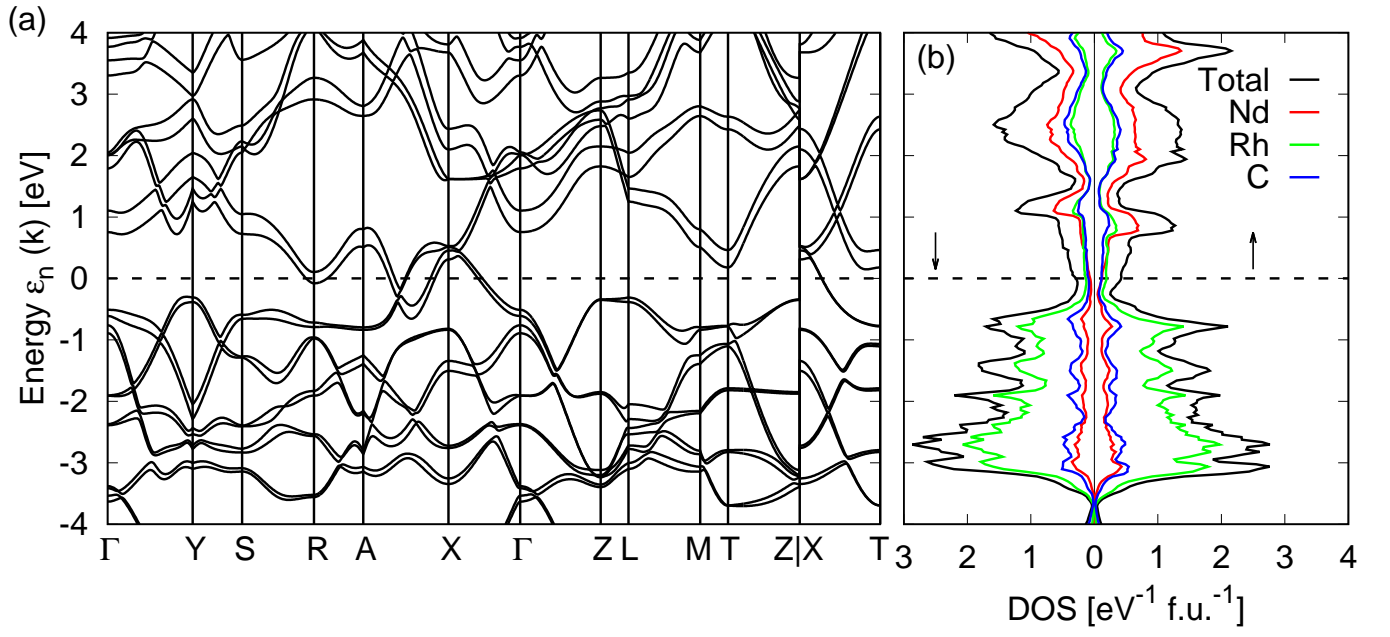 (a)
Energy εn (k) [eV]
4
3
2
1
0
-1
-2
-3
-4
Γ Y S R A X Γ Z L M T Z|X T
(b)
Total
Nd
Rh
C
3 2 1 0 1 2 3 4
DOS [eV-1 f.u.-1]